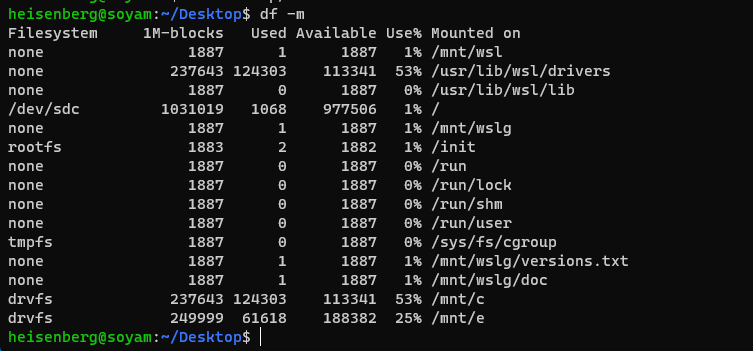 heisenberg@soyam:~/Desktop$ df -m
Filesystem     1M-blocks   Used Available Use% Mounted on
none                1887      1      1887   1% /mnt/wsl
none              237643 124303    113341  53% /usr/lib/wsl/drivers
none                1887      0      1887   0% /usr/lib/wsl/lib
/dev/sdc         1031019   1068    977506   1% /
none                1887      1      1887   1% /mnt/wslg
rootfs              1883      2      1882   1% /init
none                1887      0      1887   0% /run
none                1887      0      1887   0% /run/lock
none                1887      0      1887   0% /run/shm
none                1887      0      1887   0% /run/user
tmpfs               1887      0      1887   0% /sys/fs/cgroup
none                1887      1      1887   1% /mnt/wslg/versions.txt
none                1887      1      1887   1% /mnt/wslg/doc
drvfs             237643 124303    113341  53% /mnt/c
drvfs             249999  61618    188382  25% /mnt/e
heisenberg@soyam:~/Desktop$